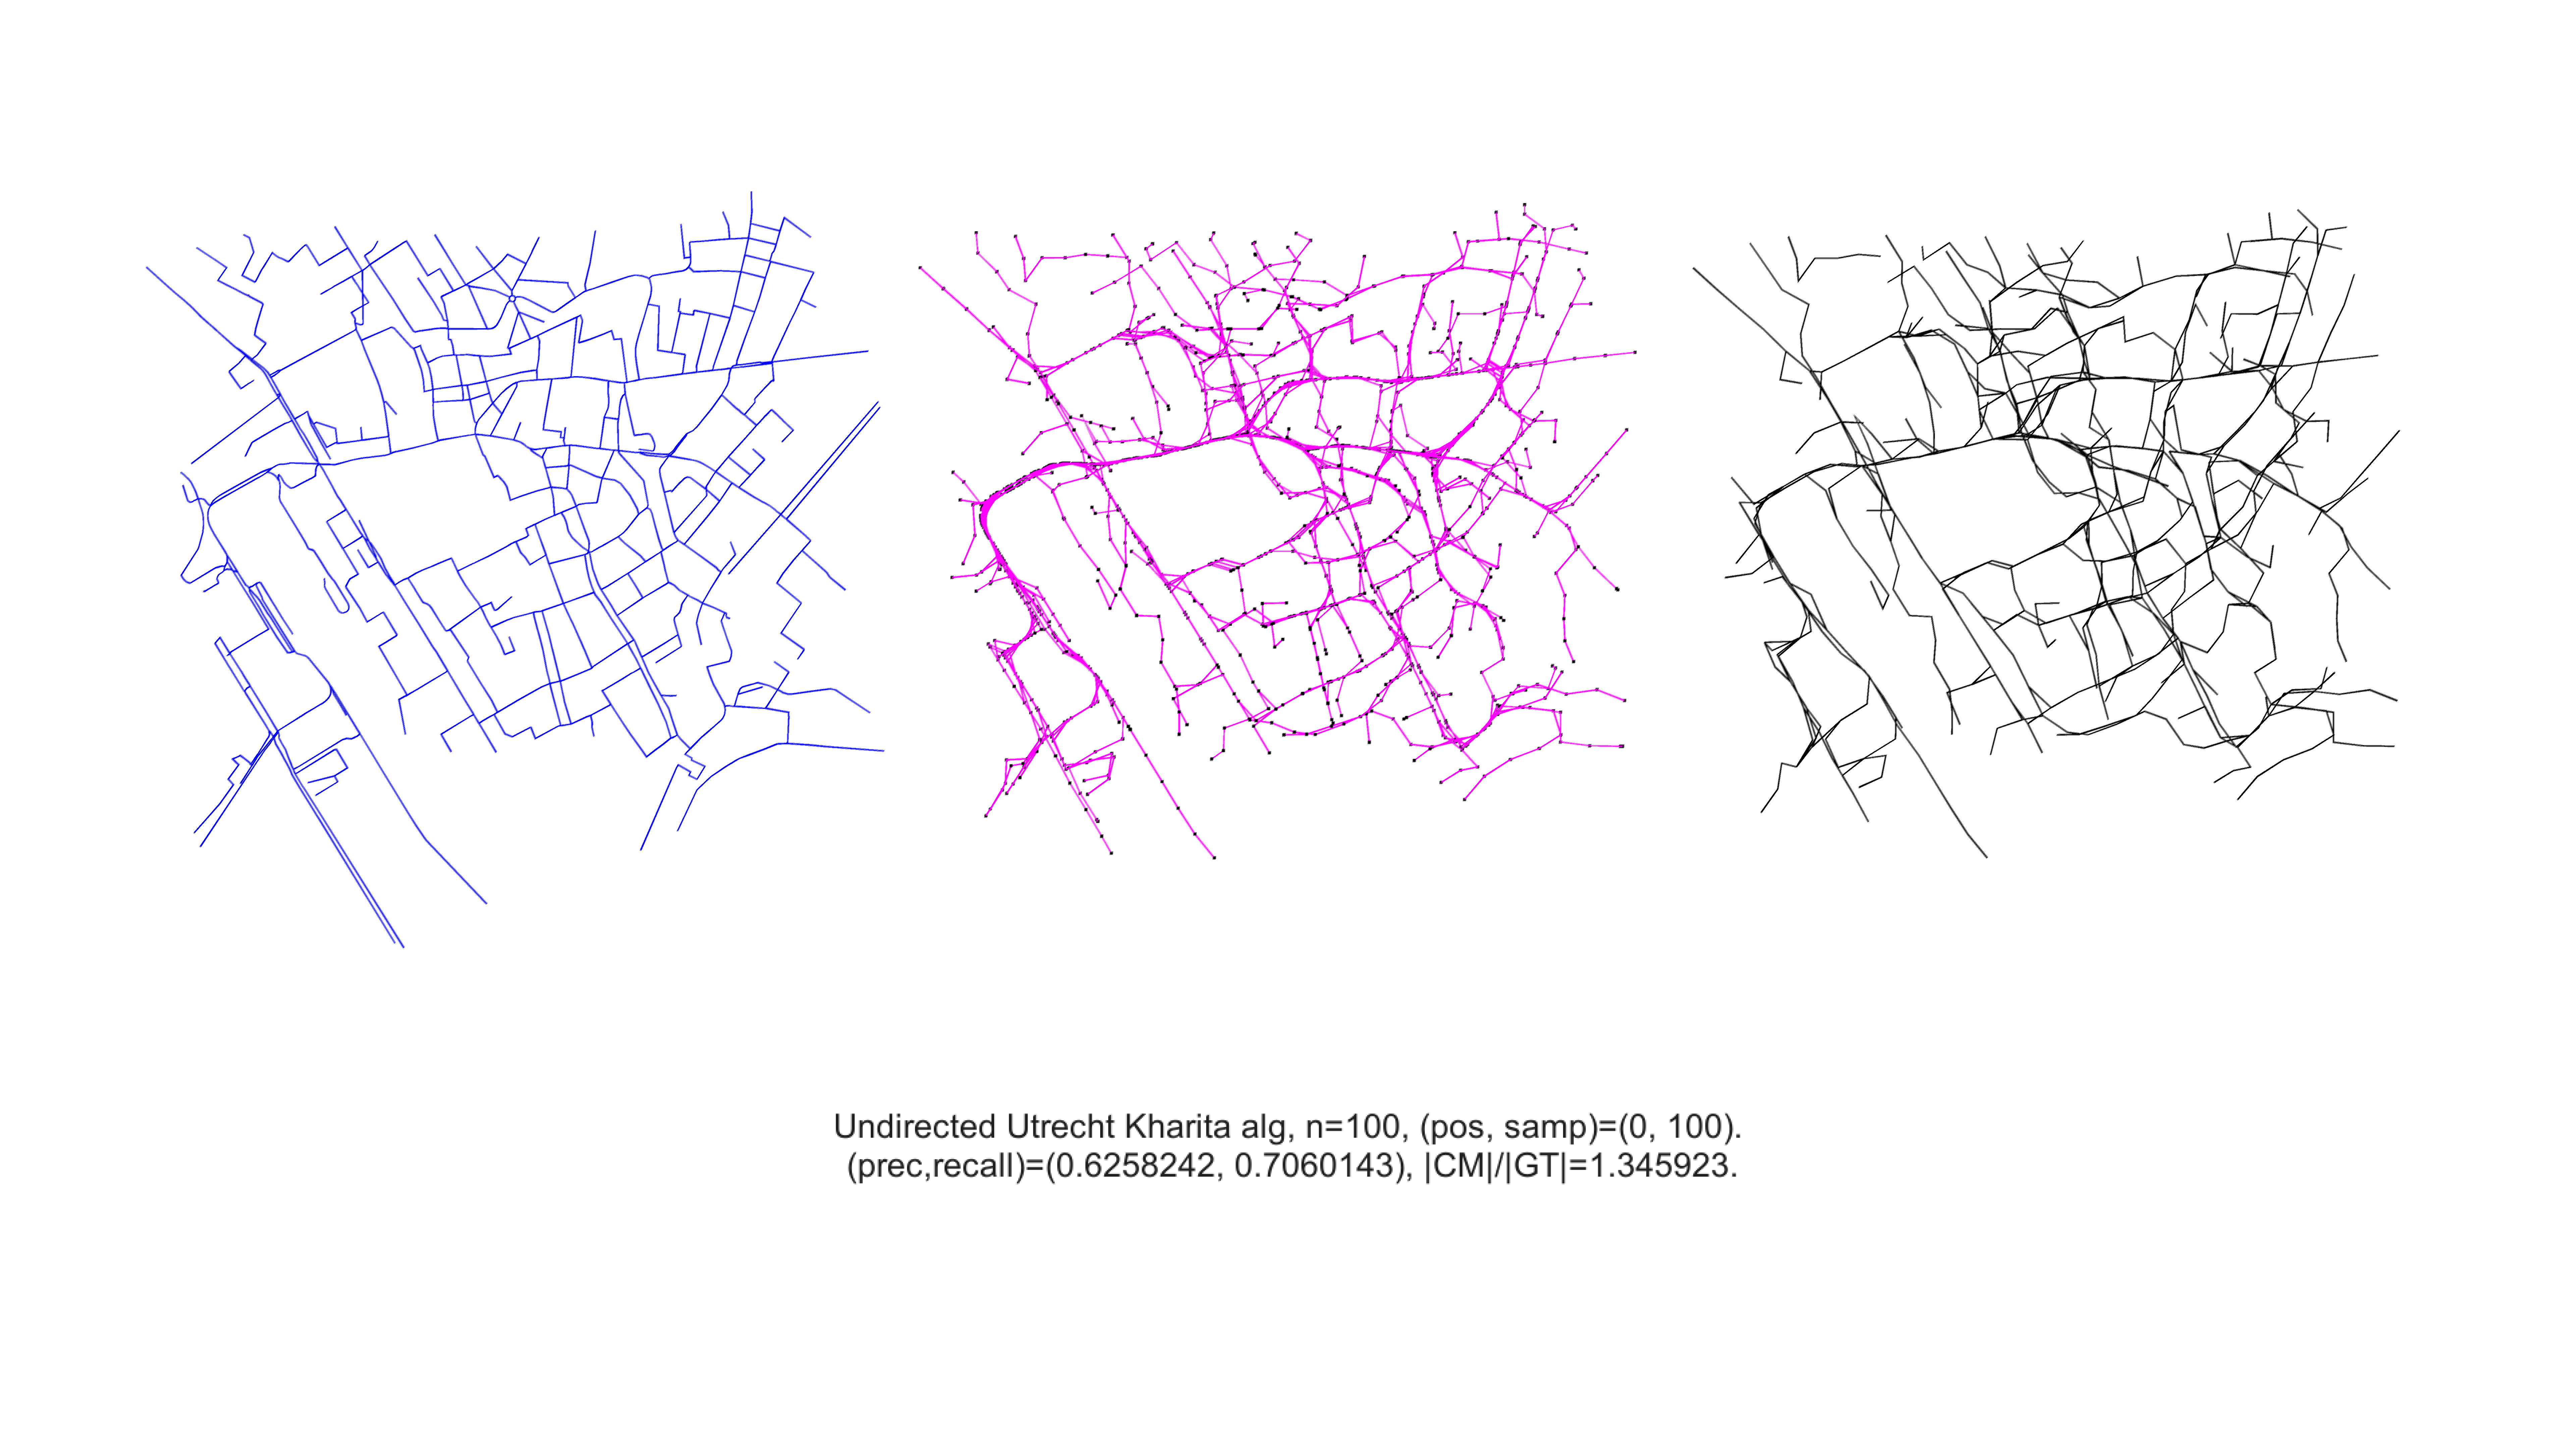 Undirected Utrecht Kharita alg, n=100, (pos, samp)=(0, 100).
(prec,recall)=(0.6258242, 0.7060143), |CM|/|GT|=1.345923.